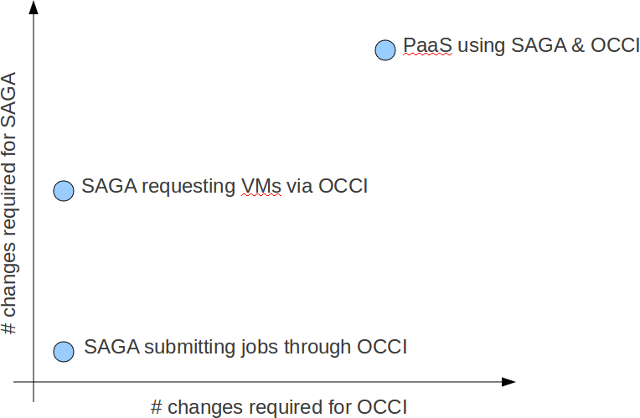 PaaS using SAGA & OCCI
# changes required for SAGA
SAGA requesting VMs via OCCI
SAGA submitting jobs through OCCI
# changes required for OCCI